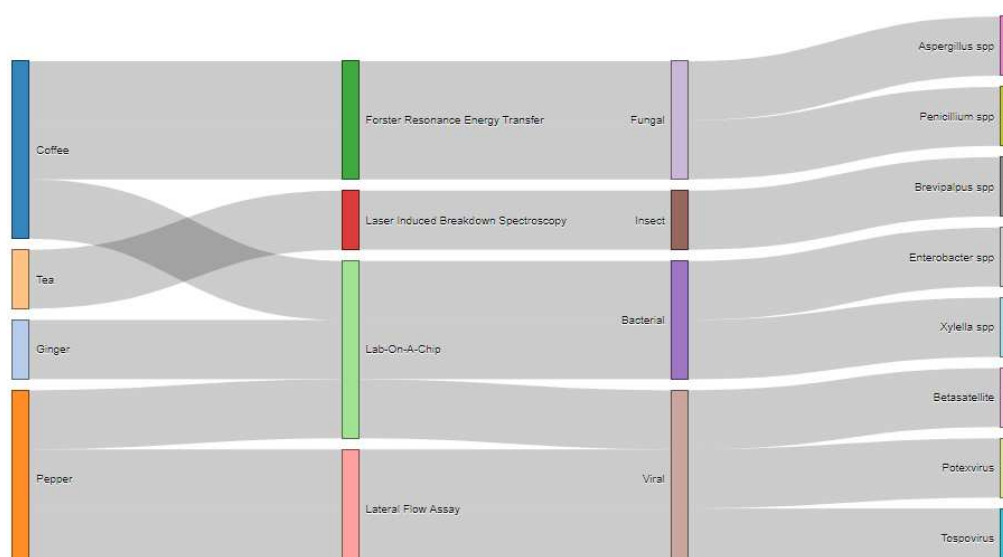 Coffee
Tea
Ginger
Pepper
Forster Resonance Energy Transfer
Laser Induced Breakdown Spectroscopy
Lab-On-A-Chip
Lateral Flow Assay
Fungal
Insect
Bacterial
Viral
Aspergillus spp
Penicillium spp
Brevipalpus spp
Enterobacter spp
Xylella spp
Betasatellite
Potexvirus
Tospovirus